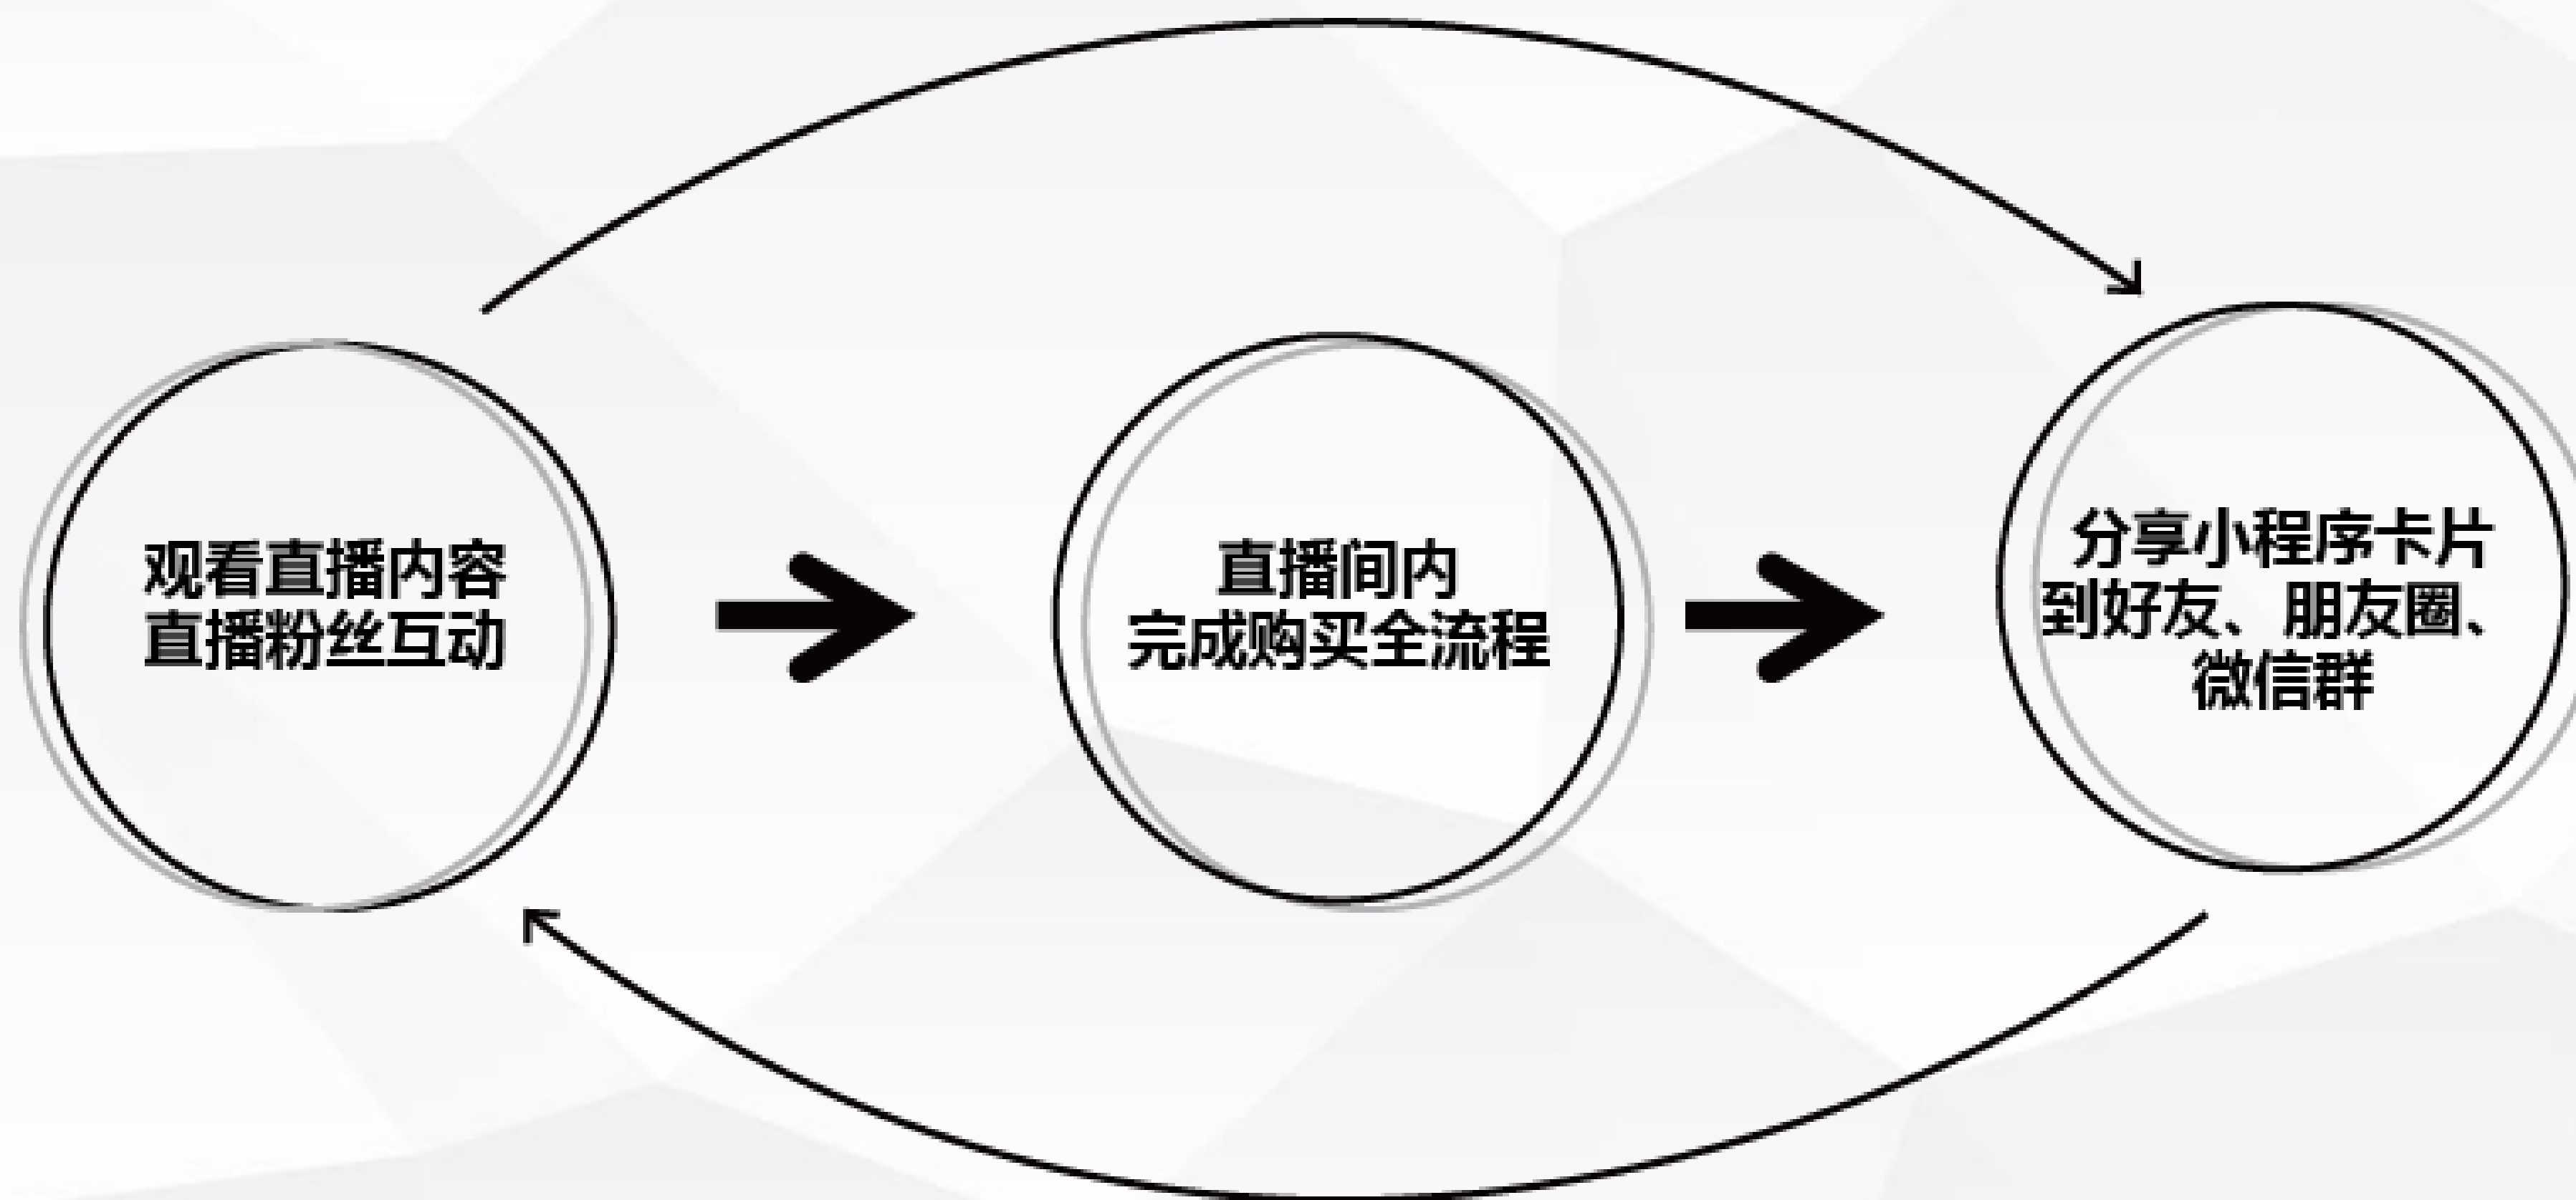 观看直播内容
直播粉丝互动
直播间内
完成购买全流程
分享小程序卡片
到好友、朋友圈、
微信群